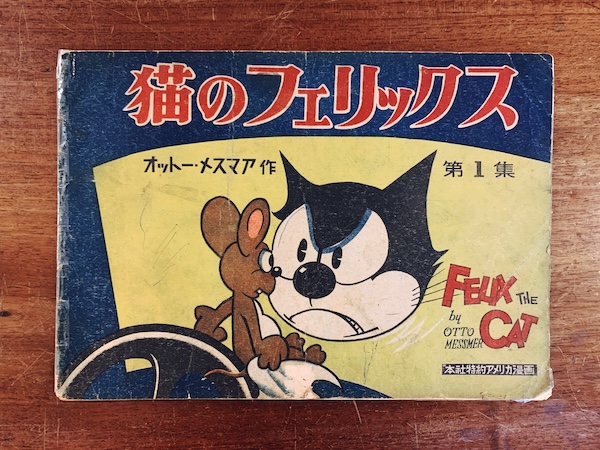 猫のフェリックス
オットー・メスマア 作
第1集
FELIX THE
by
OTTO
MESSMER
CAT
本社特約アメリカ漫画